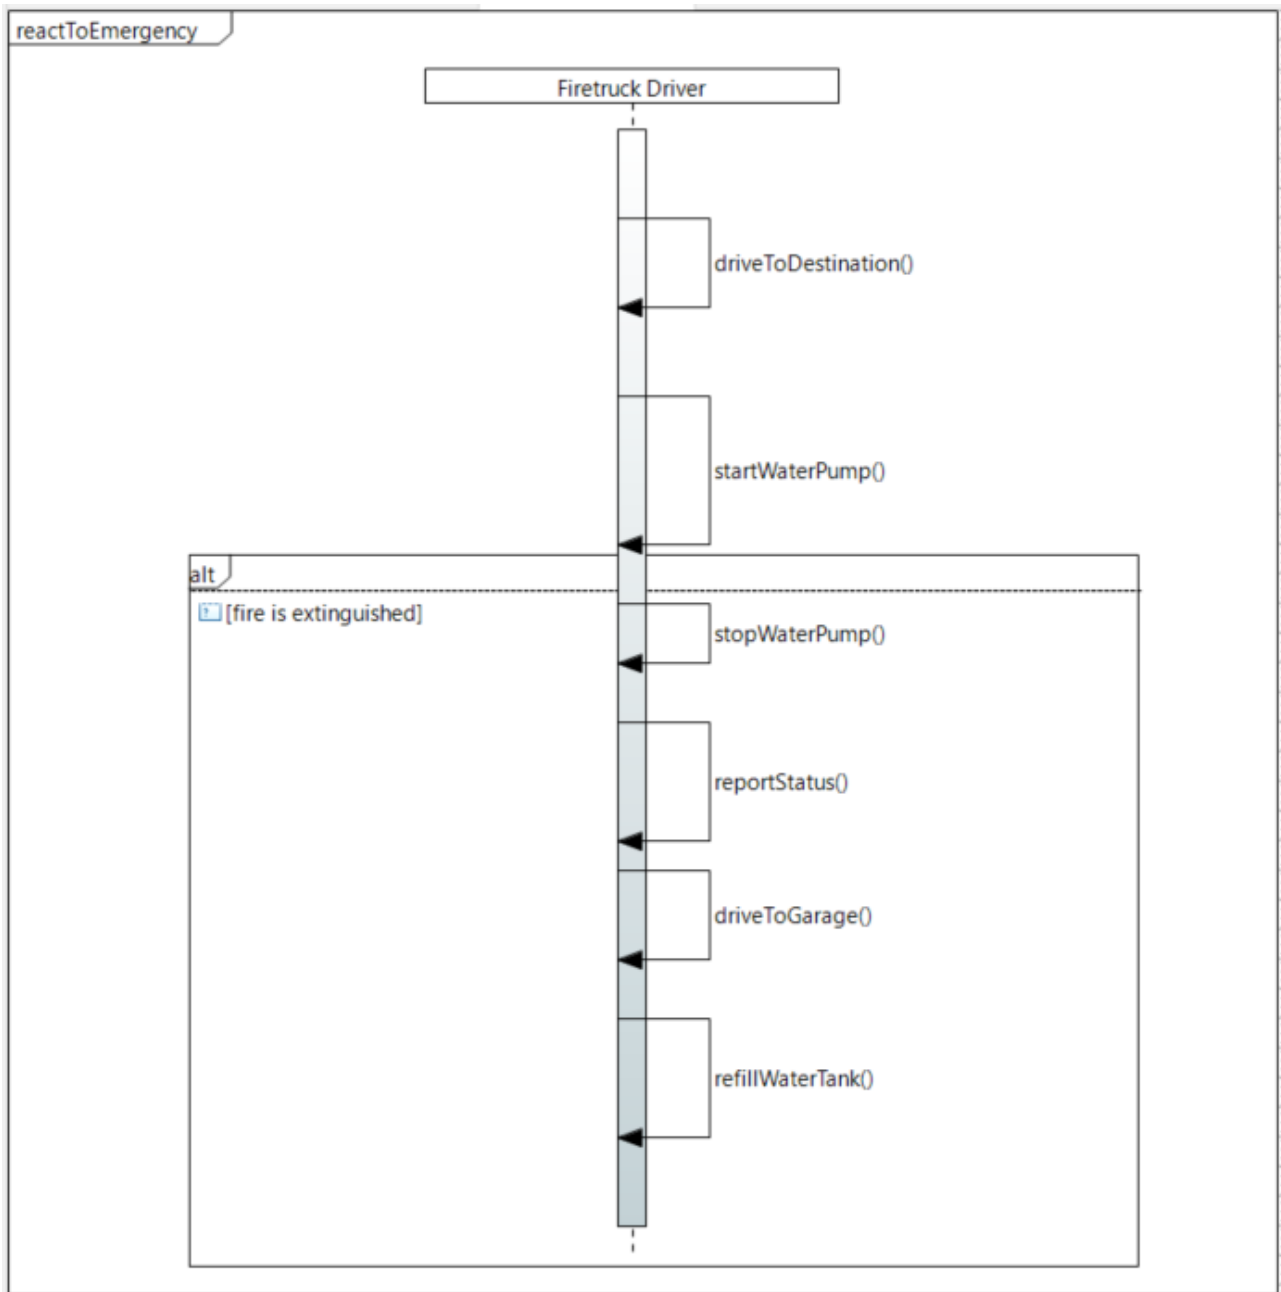 reactToEmergency
Firetruck Driver
driveToDestination()
startWaterPump()
alt
[fire is extinguished]
stopWaterPump()
reportStatus()
driveToGarage()
refillWaterTank()